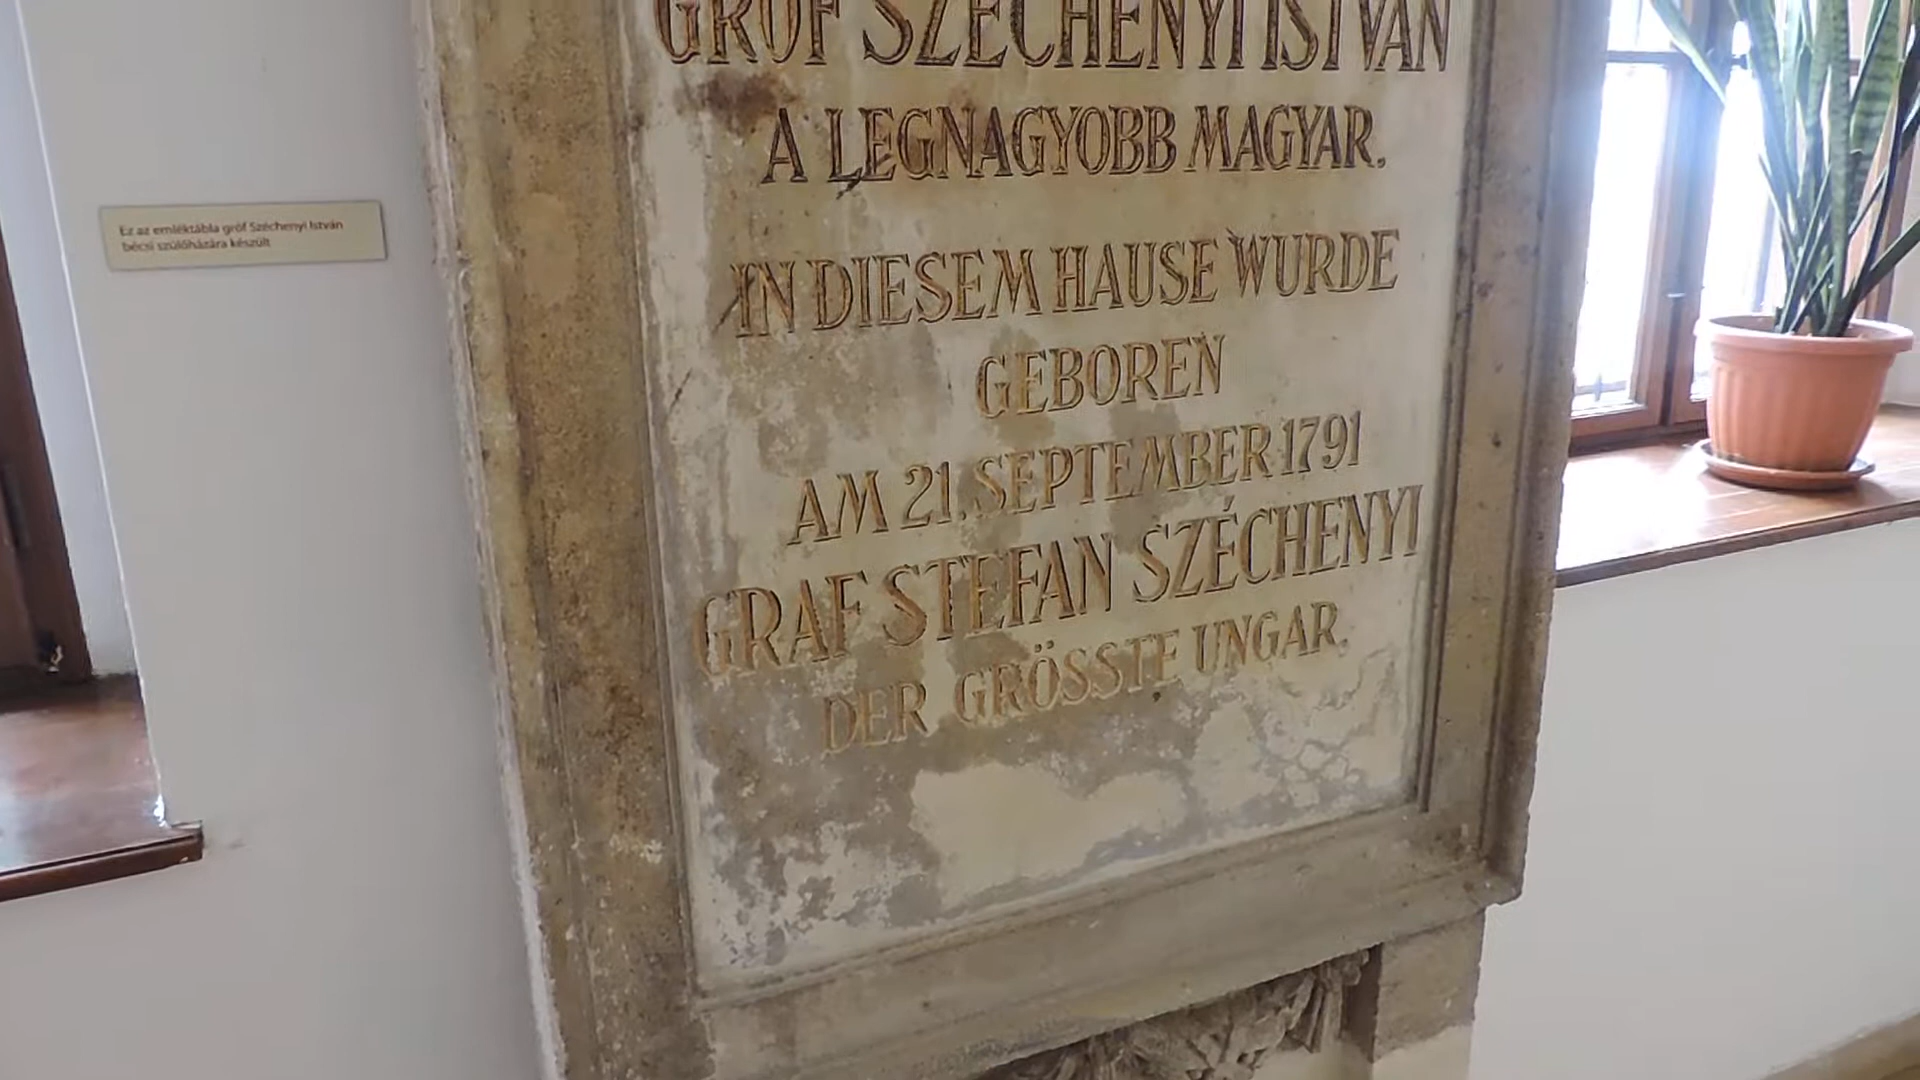 Ez az emléktábla gróf Széchenyi István
bécsi szülőházára készült
GRÓF SZÉCHENYI ISTVÁN
A LEGNAGYOBB MAGYAR.
IN DIESEM HAUSE WURDE
GEBOREN
AM 21. SEPTEMBER 1791
GRAF STEFAN SZÉCHENYI
DER GRÖSSTE UNGAR.